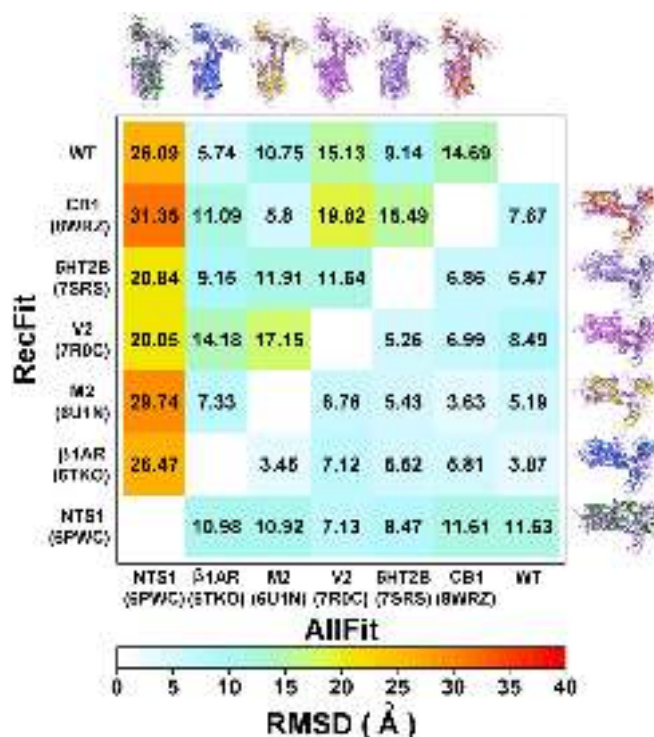 WT 26.09 5.74 10.75 15.13 9.14 14.69
CB1 31.35 11.09 5.8 19.82 15.49 7.67
(8WRZ)
5HT2B 20.84 9.15 11.91 11.64 6.86 6.47
(7SRS)
V2 20.05 14.18 17.15 5.26 6.99 8.49
(7R0C)
M2 29.74 7.33 6.76 5.43 3.63 5.19
(6U1N)
β1AR 26.47 3.45 7.12 6.62 5.81 3.87
(6TKO)
NTS1 10.98 10.92 7.13 8.47 11.61 11.53
(6PWC)
RecFit
NTS1 β1AR M2 V2 5HT2B CB1 WT
(6PWC) (6TKO) (6U1N) (7R0C) (7SRS) (8WRZ)
AllFit
0 5 10 15 20 25 30 35 40
RMSD ( Å )